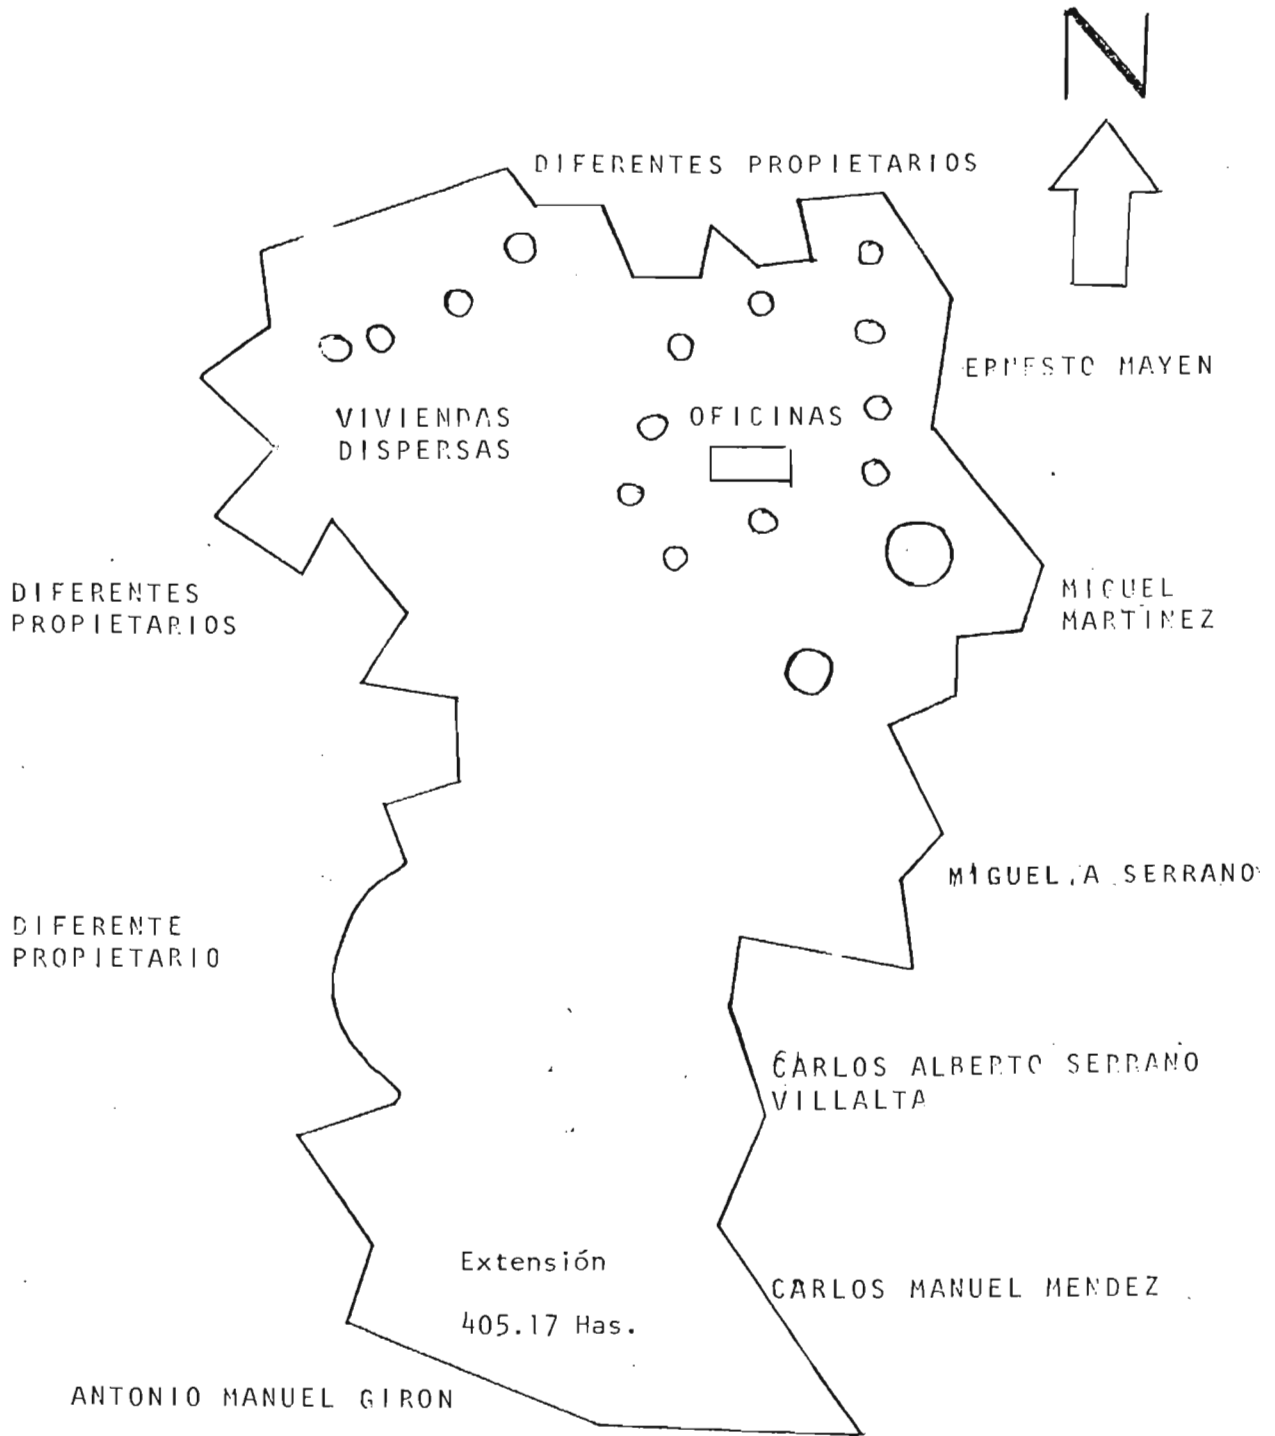 N
DIFERENTES PROPIETARIOS
ERNESTO MAYEN
VIVIENDAS
DISPERSAS
OFICINAS
DIFERENTES
PROPIETARIOS
MIGUEL
MARTINEZ
MIGUEL A SERRANO
DIFERENTE
PROPIETARIO
CARLOS ALBERTO SERRANO
VILLALTA
Extensión
405.17 Has.
CARLOS MANUEL MENDEZ
ANTONIO MANUEL GIRON